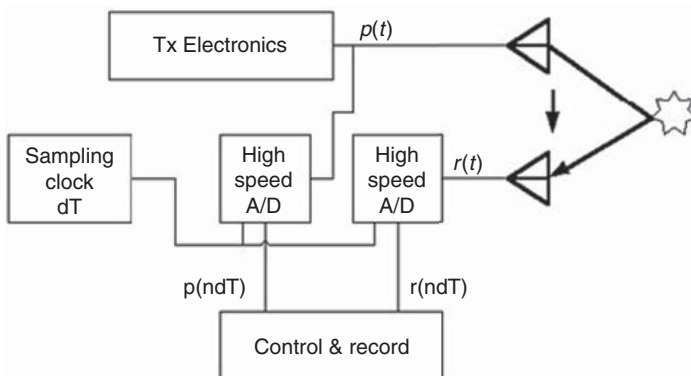 Tx Electronics
p(t)
Sampling
clock
dT
High
speed
A/D
High
speed
A/D
r(t)
p(ndT)
r(ndT)
Control & record